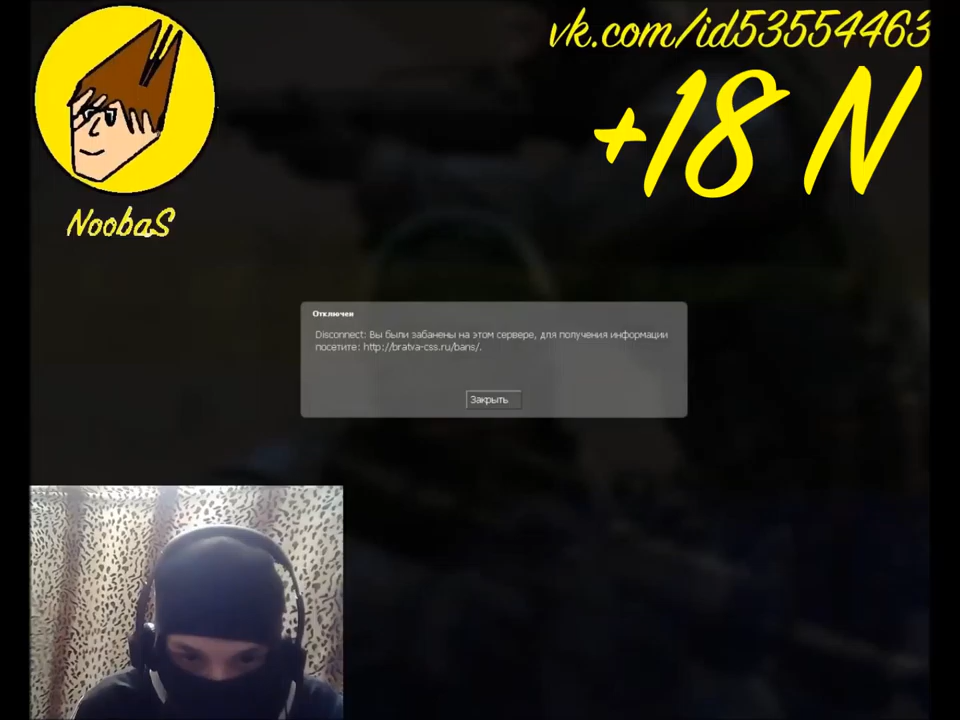 vk.com/id53554463
+18 N
NoobaS
Отключен
Disconnect: Вы были забанены на этом сервере, для получения информации
посетите: http://bratva-css.ru/bans/.
Закрыть